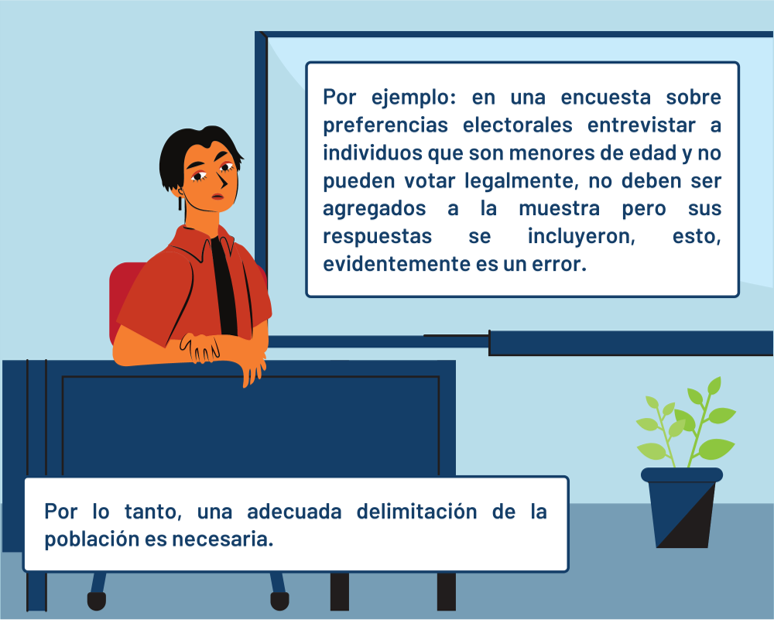 Por ejemplo: en una encuesta sobre
preferencias electorales entrevistar a
individuos que son menores de edad y no
pueden votar legalmente, no deben ser
agregados a la muestra pero sus
respuestas se incluyeron, esto,
evidentemente es un error.
Por lo tanto, una adecuada delimitación de la
población es necesaria.